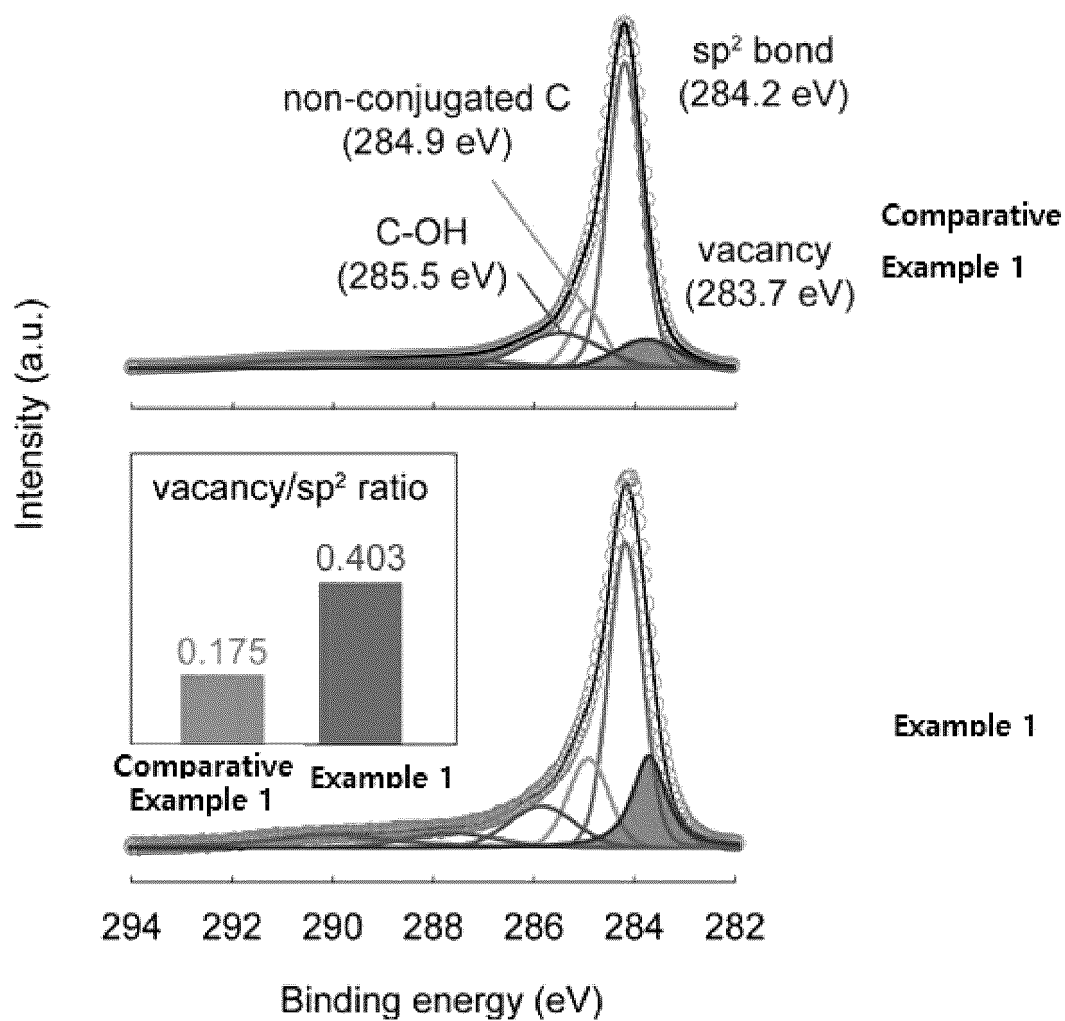 sp² bond
(284.2 eV)
non-conjugated C
(284.9 eV)
C-OH
(285.5 eV)
vacancy
(283.7 eV)
Comparative
Example 1
Intensity (a.u.)
vacancy/sp² ratio
0.403
0.175
Comparative
Example 1
Example 1
Example 1
294 292 290 288 286 284 282
Binding energy (eV)